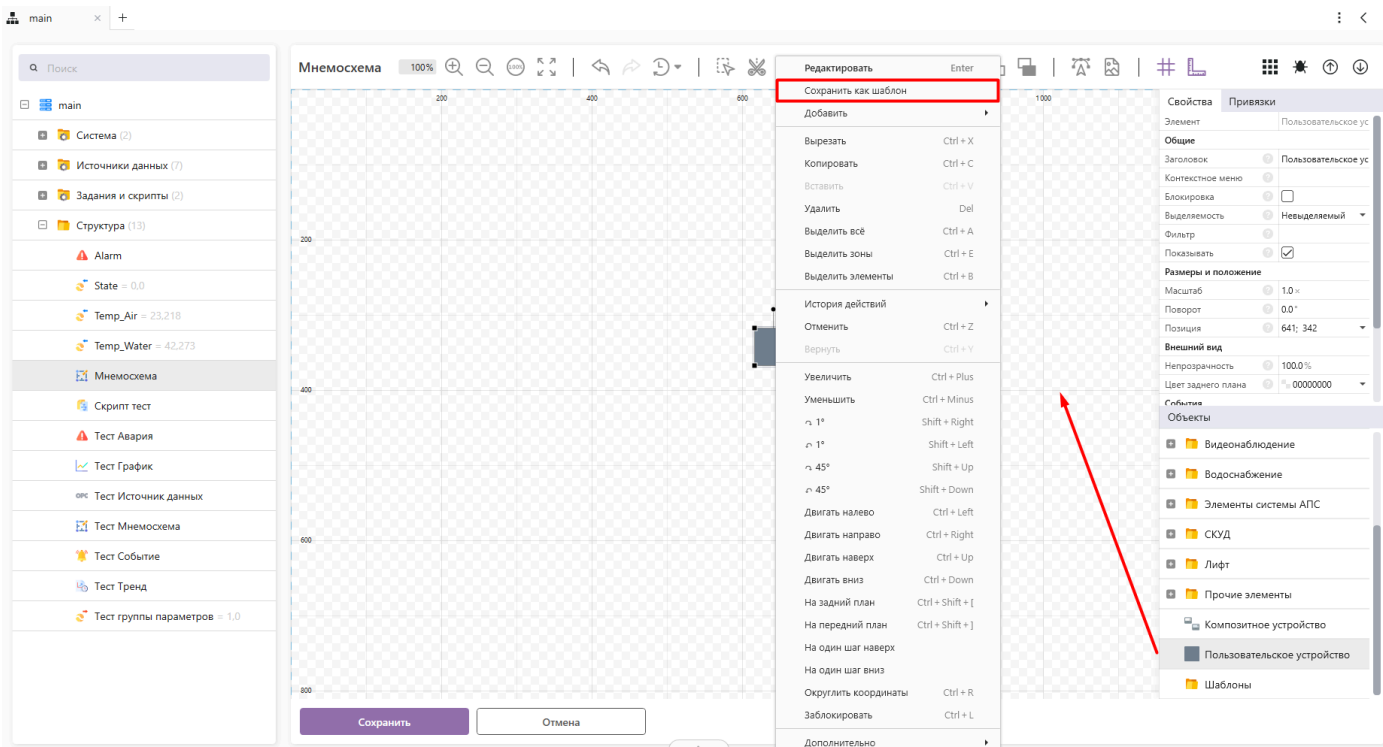 main × +
Поиск
main
Система (2)
Источники данных (7)
Задания и скрипты (2)
Структура (13)
Alarm
State = 0,0
Temp_Air = 23,218
Temp_Water = 42,273
Мнемосхема
Скрипт тест
Тест Авария
Тест График
OPC Тест Источник данных
Тест Мнемосхема
Тест Событие
Тест Тренд
Тест группы параметров = 1,0
Мнемосхема 100% 100%
200 400 600 1000
200
400
600
800
Сохранить Отмена
Редактировать Enter
Сохранить как шаблон
Добавить
Вырезать Ctrl + X
Копировать Ctrl + C
Вставить Ctrl + V
Удалить Del
Выделить всё Ctrl + A
Выделить зоны Ctrl + E
Выделить элементы Ctrl + B
История действий
Отменить Ctrl + Z
Вернуть Ctrl + Y
Увеличить Ctrl + Plus
Уменьшить Ctrl + Minus
1° Shift + Right
1° Shift + Left
45° Shift + Up
45° Shift + Down
Двигать налево Ctrl + Left
Двигать направо Ctrl + Right
Двигать наверх Ctrl + Up
Двигать вниз Ctrl + Down
На задний план Ctrl + Shift + [
На передний план Ctrl + Shift + ]
На один шаг наверх
На один шаг вниз
Округлить координаты Ctrl + R
Заблокировать Ctrl + L
Дополнительно
Свойства Привязки
Элемент Пользовательское ус
Общие
Заголовок Пользовательское ус
Контекстное меню
Блокировка
Выделяемость Невыделяемый
Фильтр
Показывать
Размеры и положение
Масштаб 1.0 ×
Поворот 0.0 °
Позиция 641; 342
Внешний вид
Непрозрачность 100.0 %
Цвет заднего плана 00000000
События
Объекты
Видеонаблюдение
Водоснабжение
Элементы системы АПС
СКУД
Лифт
Прочие элементы
Композитное устройство
Пользовательское устройство
Шаблоны